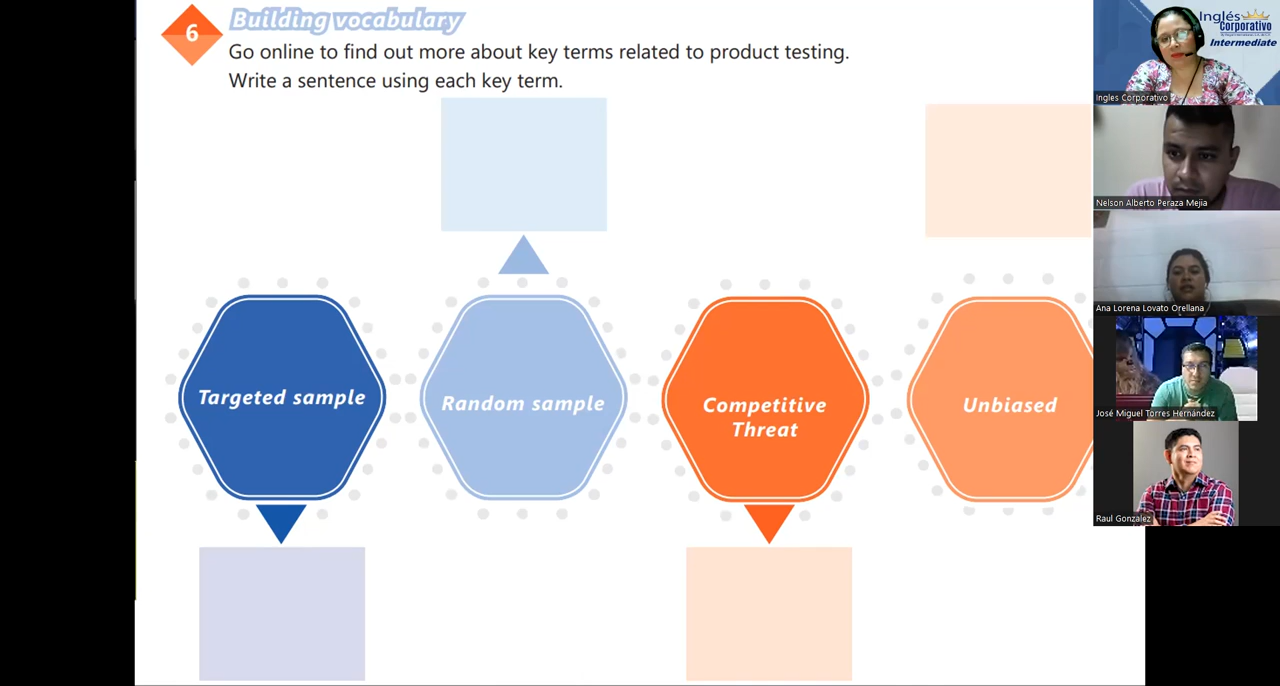 6
Building vocabulary
Go online to find out more about key terms related to product testing.
Write a sentence using each key term.
Targeted sample
Random sample
Competitive
Threat
Unbiased
Inglés
Corporativo
Intermediate
Ingles Corporativo
Nelson Alberto Peraza Mejia
Ana Lorena Lovato Orellana
José Miguel Torres Hernández
Raul Gonzalez